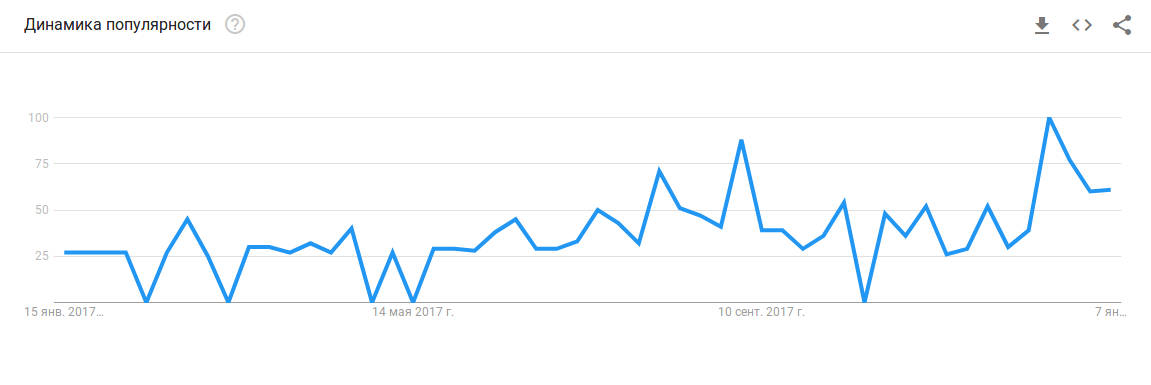 Динамика популярности
100
75
50
25
15 янв. 2017… 14 мая 2017 г. 10 сент. 2017 г. 7 ян…